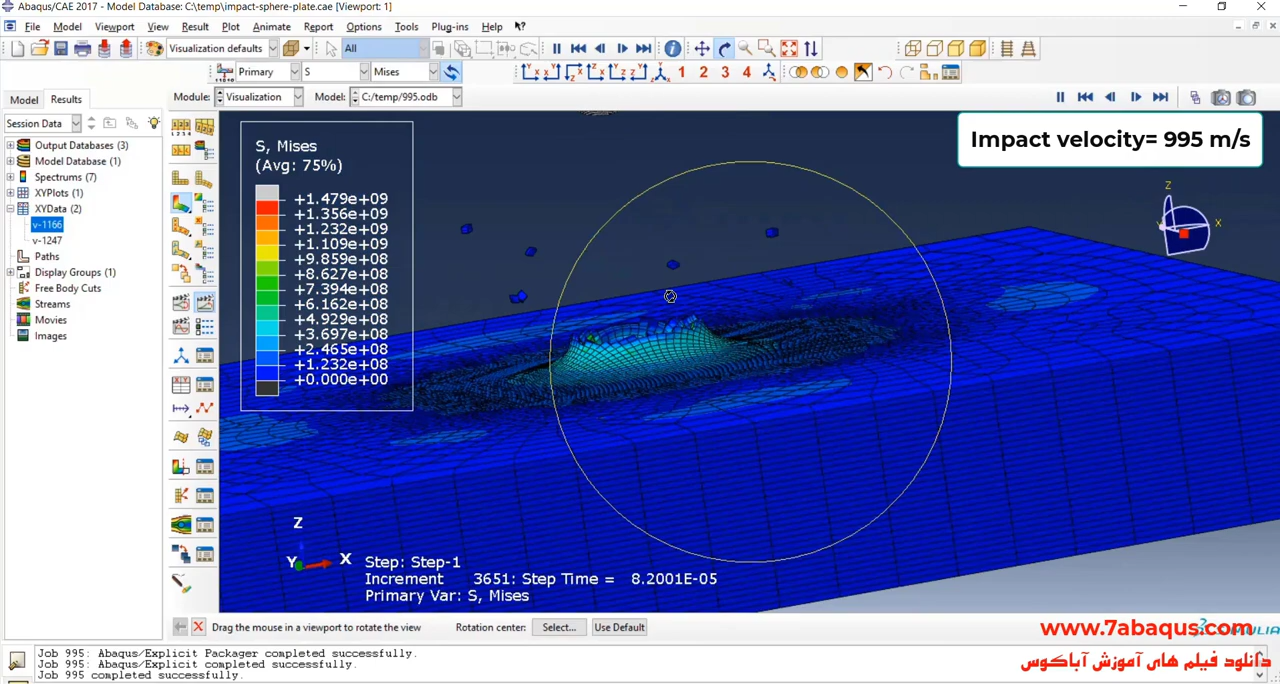 Abaqus/CAE 2017 - Model Database: C:\temp\impact-sphere-plate.cae [Viewport: 1]
File Model Viewport View Result Plot Animate Report Options Tools Plug-ins Help
Visualization defaults All
Primary S Mises 1 2 3 4
Model Results Module: Visualization Model: C:/temp/995.odb
Session Data
Output Databases (3)
Model Database (1)
Spectrums (7)
XYPlots (1)
XYData (2)
v-1166
v-1247
Paths
Display Groups (1)
Free Body Cuts
Streams
Movies
Images
Impact velocity= 995 m/s
S, Mises
(Avg: 75%)
+1.479e+09
+1.356e+09
+1.232e+09
+1.109e+09
+9.859e+08
+8.627e+08
+7.394e+08
+6.162e+08
+4.929e+08
+3.697e+08
+2.465e+08
+1.232e+08
+0.000e+00
Z
X
Z
Y X
Step: Step-1
Increment 3651: Step Time = 8.2001E-05
Primary Var: S, Mises
Drag the mouse in a viewport to rotate the view Rotation center: Select... Use Default
www.7abaqus.com
دانلود فیلم های آموزش آباکوس
Job 995: Abaqus/Explicit Packager completed successfully.
Job 995: Abaqus/Explicit completed successfully.
Job 995 completed successfully.